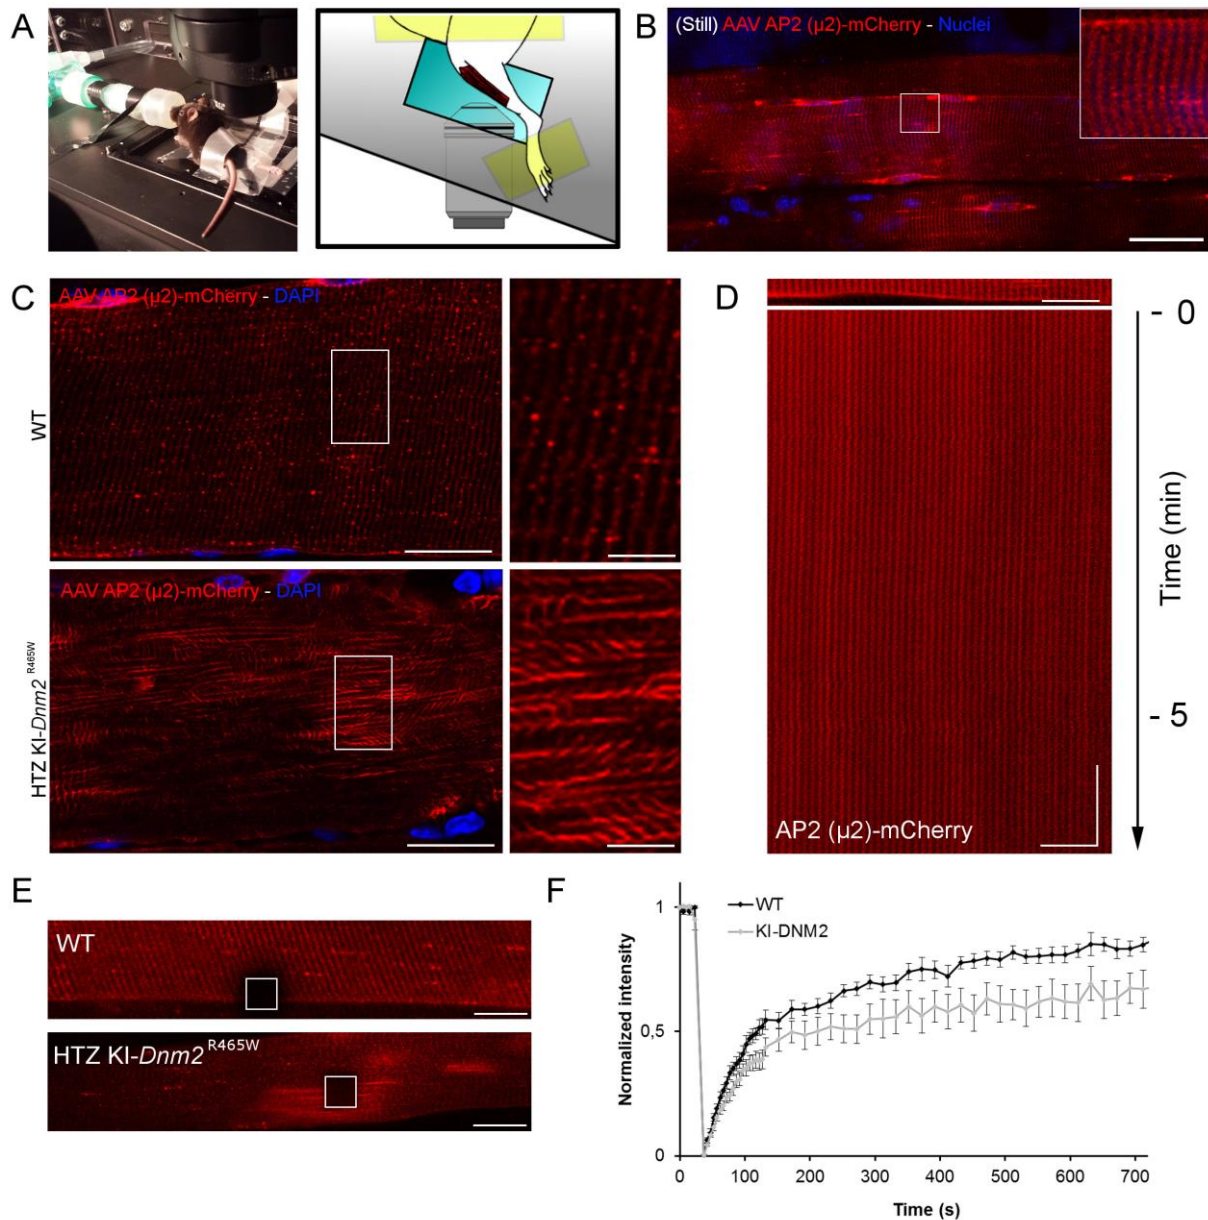 A
B
(Still) AAV AP2 (µ2)-mCherry - Nuclei
C
AAV AP2 (µ2)-mCherry - DAPI
WT
AAV AP2 (µ2)-mCherry - DAPI
HTZ KI-Dnm2 R465W
D
- 0
Time (min)
- 5
AP2 (µ2)-mCherry
E
WT
HTZ KI-Dnm2 R465W
F
WT
KI-DNM2
Normalized intensity
1
0,5
0
0 100 200 300 400 500 600 700
Time (s)